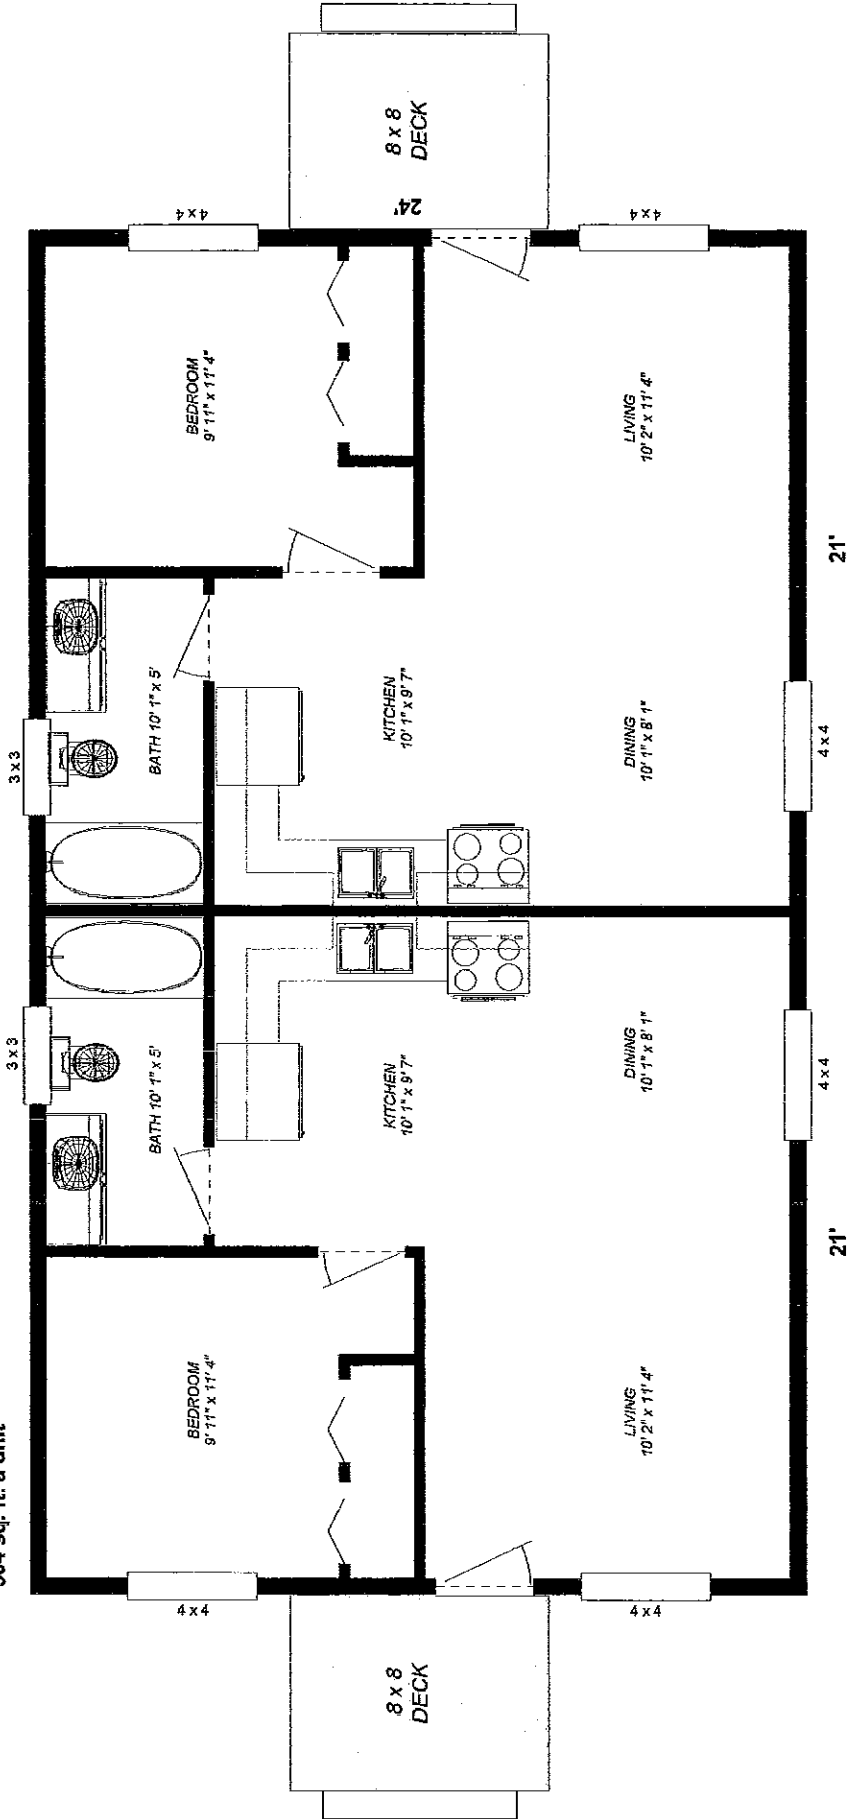 sq. ft. a unit
3 x 3
3 x 3
BEDROOM
9' 11" x 11' 4"
BATH 10' 1" x 5'
BATH 10' 1" x 5'
BEDROOM
9' 11" x 11' 4"
4 x 4
4 x 4
8 x 8
DECK
KITCHEN
10' 1" x 9' 7"
KITCHEN
10' 1" x 9' 7"
24'
8 x 8
DECK
4 x 4
LIVING
10' 2" x 11' 4"
DINING
10' 1" x 8' 1"
DINING
10' 1" x 8' 1"
LIVING
10' 2" x 11' 4"
4 x 4
4 x 4
4 x 4
21'
21'